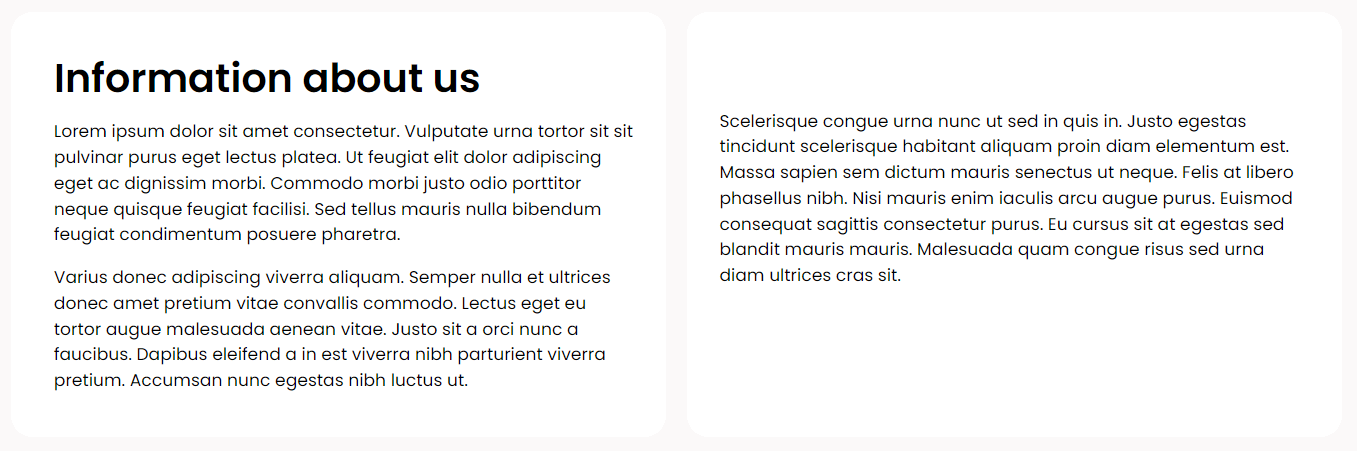 Information about us
Lorem ipsum dolor sit amet consectetur. Vulputate urna tortor sit sit
pulvinar purus eget lectus platea. Ut feugiat elit dolor adipiscing
eget ac dignissim morbi. Commodo morbi justo odio porttitor
neque quisque feugiat facilisi. Sed tellus mauris nulla bibendum
feugiat condimentum posuere pharetra.
Varius donec adipiscing viverra aliquam. Semper nulla et ultrices
donec amet pretium vitae convallis commodo. Lectus eget eu
tortor augue malesuada aenean vitae. Justo sit a orci nunc a
faucibus. Dapibus eleifend a in est viverra nibh parturient viverra
pretium. Accumsan nunc egestas nibh luctus ut.
Scelerisque congue urna nunc ut sed in quis in. Justo egestas
tincidunt scelerisque habitant aliquam proin diam elementum est.
Massa sapien sem dictum mauris senectus ut neque. Felis at libero
phasellus nibh. Nisi mauris enim iaculis arcu augue purus. Euismod
consequat sagittis consectetur purus. Eu cursus sit at egestas sed
blandit mauris mauris. Malesuada quam congue risus sed urna
diam ultrices cras sit.